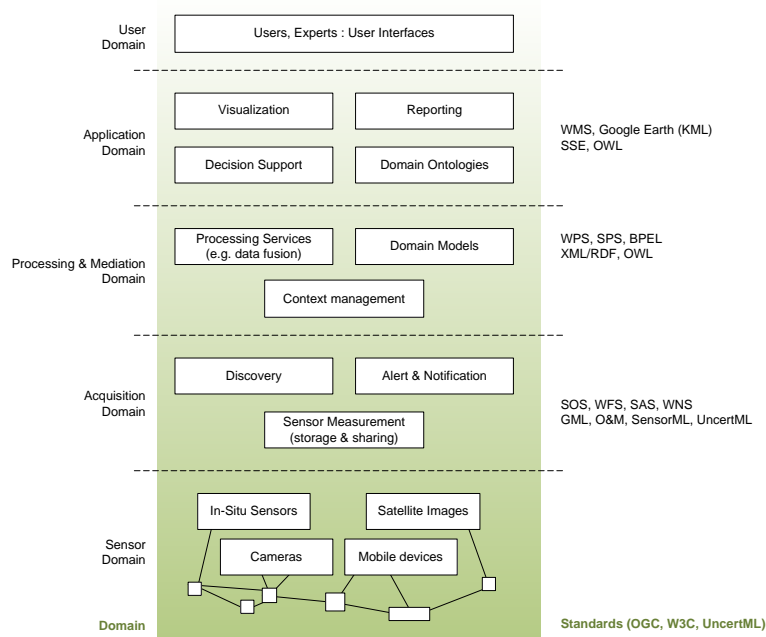 User
Domain
Users, Experts : User Interfaces
Application
Domain
Visualization
Reporting
Decision Support
Domain Ontologies
WMS, Google Earth (KML)
SSE, OWL
Processing & Mediation
Domain
Processing Services
(e.g. data fusion)
Domain Models
Context management
WPS, SPS, BPEL
XML/RDF, OWL
Acquisition
Domain
Discovery
Alert & Notification
Sensor Measurement
(storage & sharing)
SOS, WFS, SAS, WNS
GML, O&M, SensorML, UncertML
Sensor
Domain
In-Situ Sensors
Satellite Images
Cameras
Mobile devices
Domain
Standards (OGC, W3C, UncertML)